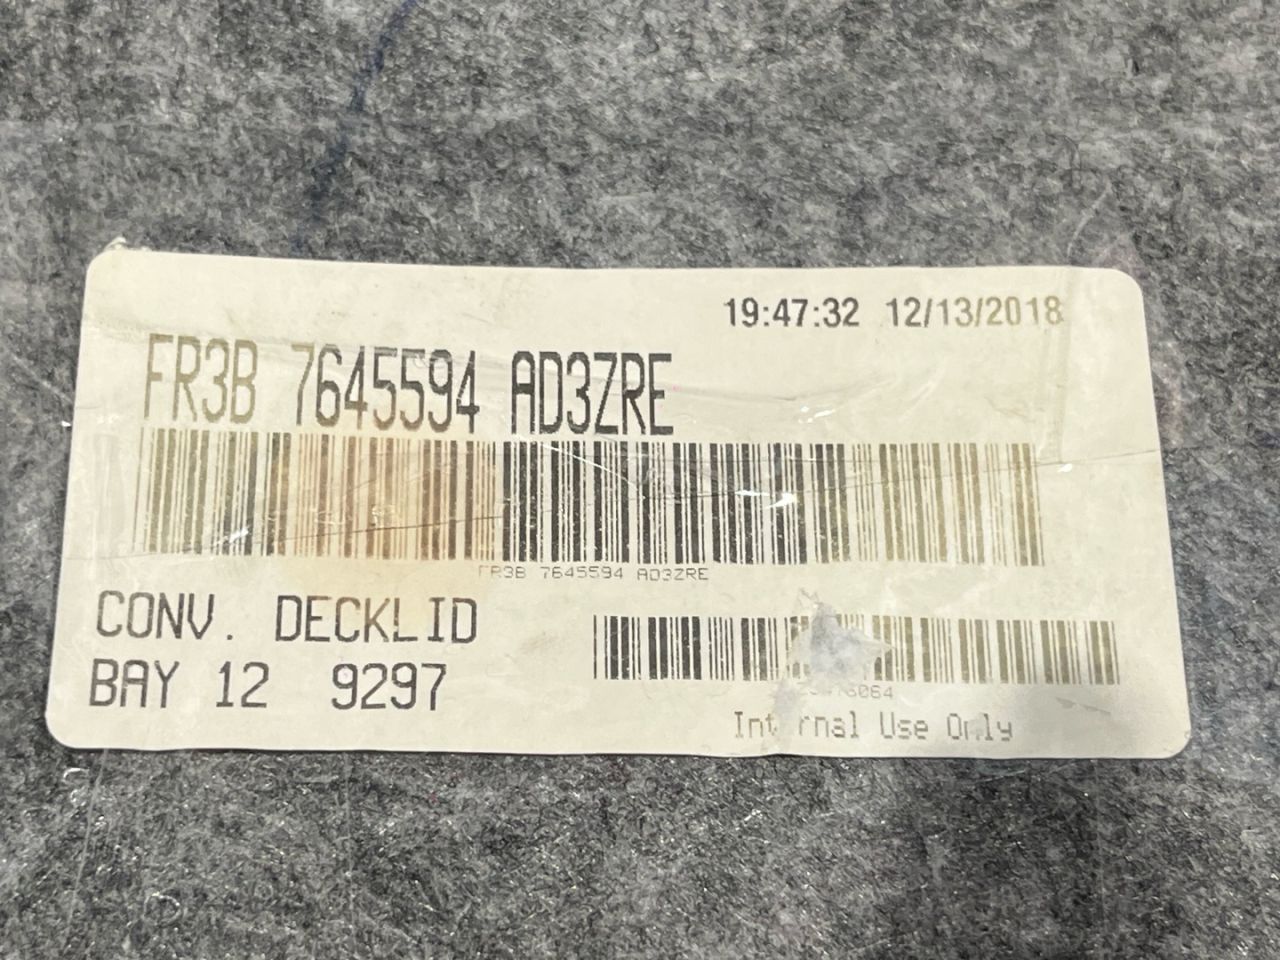 19:47:32 12/13/2018
FR3B 7645594 AD3ZRE
FR3B 7645594 AD3ZRE
CONV. DECKLID
BAY 12 9297
Internal Use Only